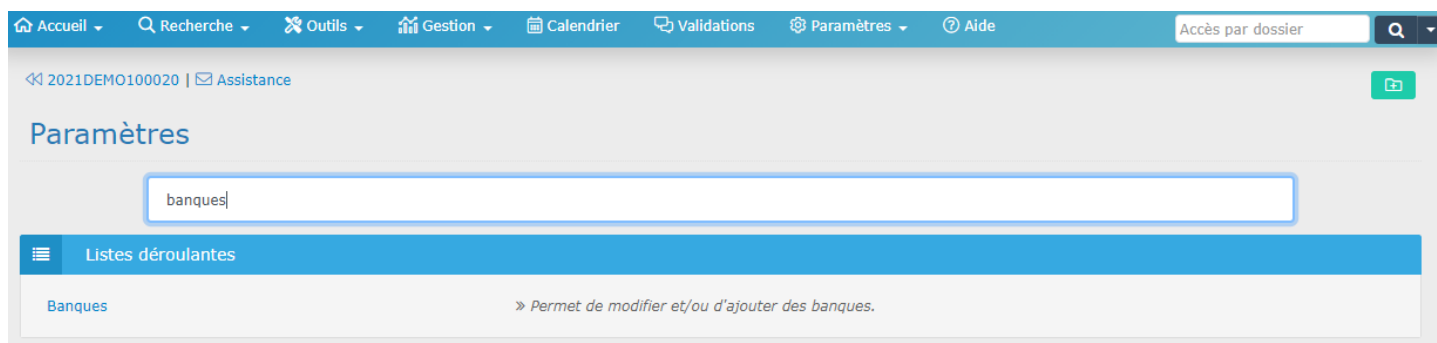 Accueil Recherche Outils Gestion Calendrier Validations Paramètres Aide Accès par dossier
2021DEMO100020 | Assistance
Paramètres
banques
Listes déroulantes
Banques » Permet de modifier et/ou d'ajouter des banques.